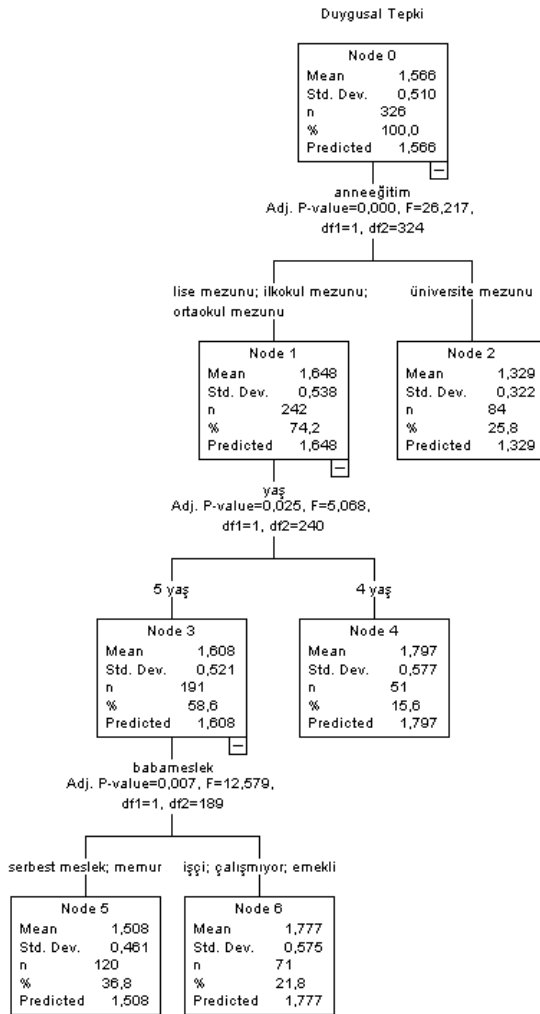 Duygusal Tepki
Node 0
Mean 1,566
Std. Dev. 0,510
n 326
% 100,0
Predicted 1,566
anneeğitim
Adj. P-value=0,000, F=26,217,
df1=1, df2=324
lise mezunu; ilkokul mezunu;
ortaokul mezunu
üniversite mezunu
Node 1
Mean 1,648
Std. Dev. 0,538
n 242
% 74,2
Predicted 1,648
Node 2
Mean 1,329
Std. Dev. 0,322
n 84
% 25,8
Predicted 1,329
yaş
Adj. P-value=0,025, F=5,068,
df1=1, df2=240
5 yaş
4 yaş
Node 3
Mean 1,608
Std. Dev. 0,521
n 191
% 58,6
Predicted 1,608
Node 4
Mean 1,797
Std. Dev. 0,577
n 51
% 15,6
Predicted 1,797
babameslek
Adj. P-value=0,007, F=12,579,
df1=1, df2=189
serbest meslek; memur
işçi; çalışmıyor; emekli
Node 5
Mean 1,508
Std. Dev. 0,461
n 120
% 36,8
Predicted 1,508
Node 6
Mean 1,777
Std. Dev. 0,575
n 71
% 21,8
Predicted 1,777